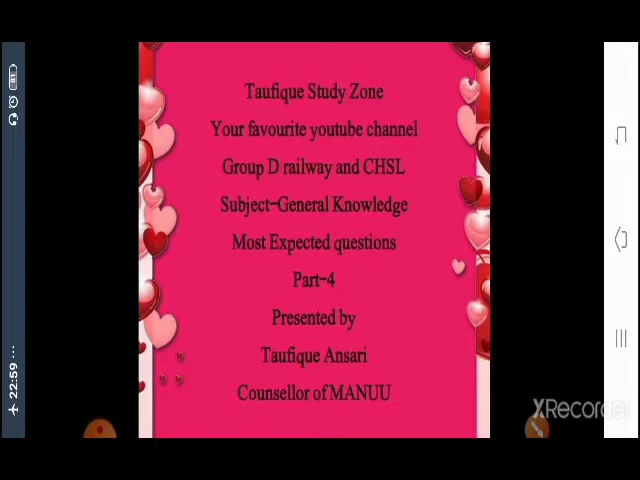 Taufique Study Zone
Your favourite youtube channel
Group D railway and CHSL
Subject-General Knowledge
Most Expected questions
Part-4
Presented by
Taufique Ansari
Counsellor of MANUU
XRecorder
22:59 ...